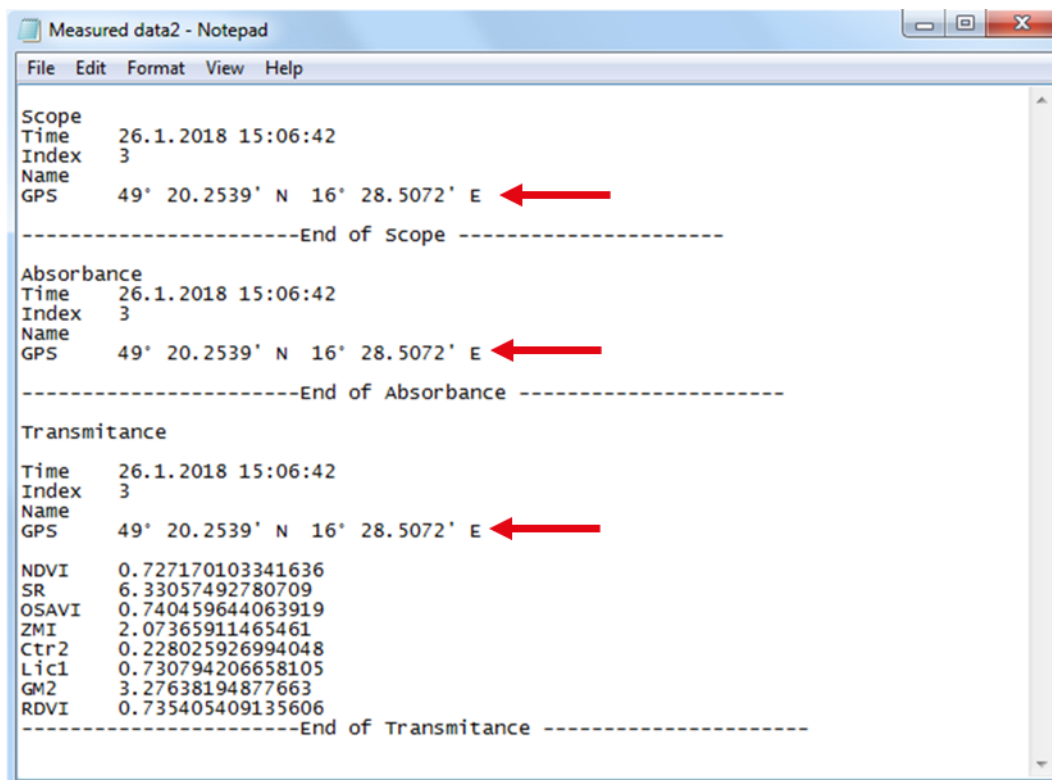 Measured data2 - Notepad
File Edit Format View Help
Scope
Time 26.1.2018 15:06:42
Index 3
Name
GPS 49° 20.2539' N 16° 28.5072' E
-----------------------End of Scope ----------------------
Absorbance
Time 26.1.2018 15:06:42
Index 3
Name
GPS 49° 20.2539' N 16° 28.5072' E
-----------------------End of Absorbance ----------------------
Transmitance
Time 26.1.2018 15:06:42
Index 3
Name
GPS 49° 20.2539' N 16° 28.5072' E
NDVI 0.727170103341636
SR 6.33057492780709
OSAVI 0.740459644063919
ZMI 2.07365911465461
Ctr2 0.228025926994048
Lic1 0.730794206658105
GM2 3.27638194877663
RDVI 0.735405409135606
-----------------------End of Transmitance ----------------------